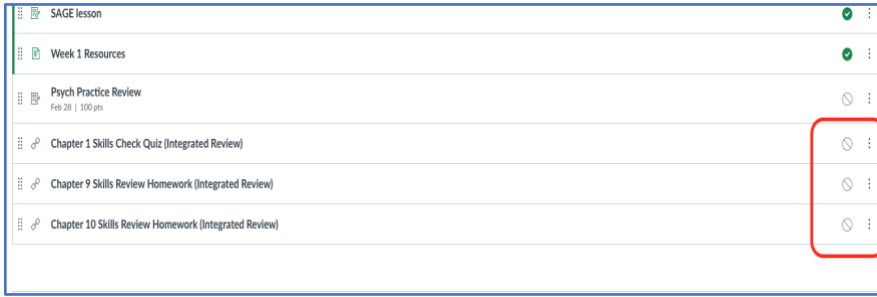 SAGE lesson
Week 1 Resources
Psych Practice Review
Feb 28 | 100 pts
Chapter 1 Skills Check Quiz (Integrated Review)
Chapter 9 Skills Review Homework (Integrated Review)
Chapter 10 Skills Review Homework (Integrated Review)